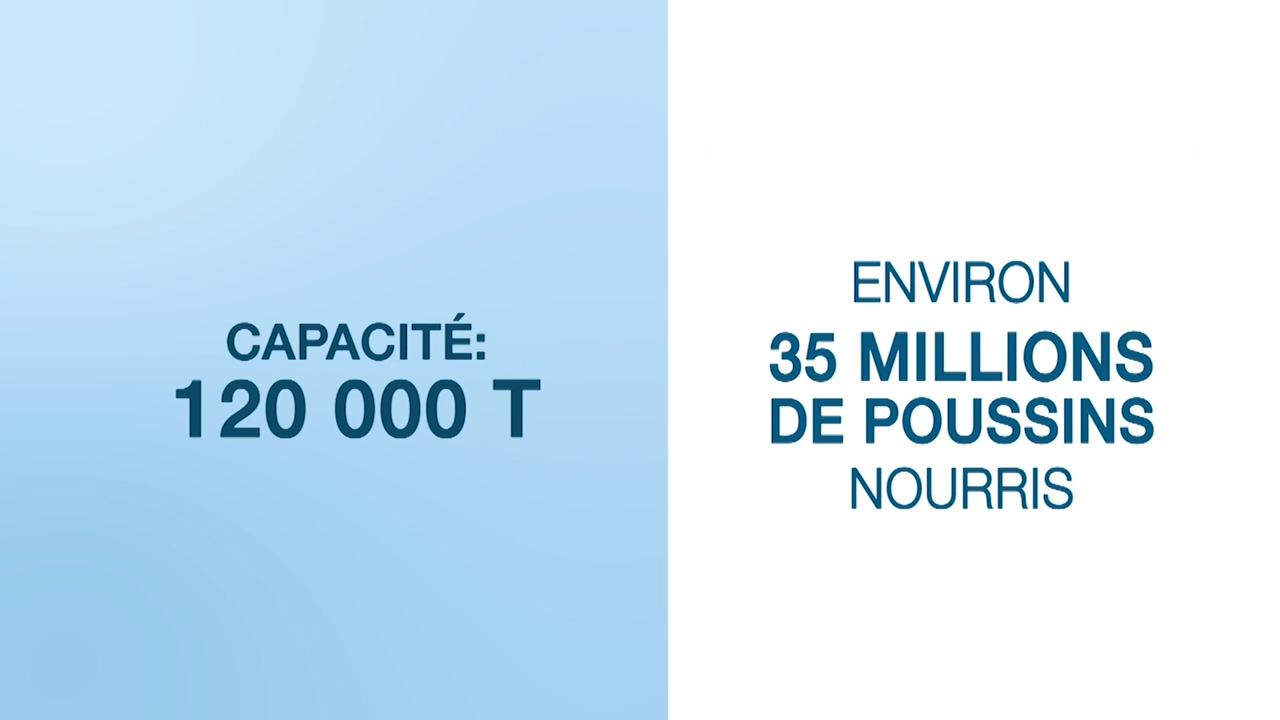 CAPACITÉ:
120 000 T
ENVIRON
35 MILLIONS
DE POUSSINS
NOURRIS